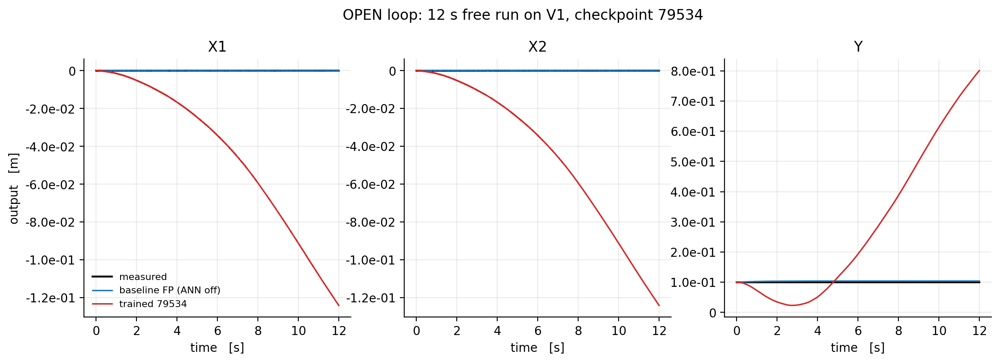 OPEN loop: 12 s free run on V1, checkpoint 79534
X1
X2
Y
output [m]
0
-2.0e-02
-4.0e-02
-6.0e-02
-8.0e-02
-1.0e-01
-1.2e-01
measured
baseline FP (ANN off)
trained 79534
0 2 4 6 8 10 12
time [s]
0
-2.0e-02
-4.0e-02
-6.0e-02
-8.0e-02
-1.0e-01
-1.2e-01
0 2 4 6 8 10 12
time [s]
8.0e-01
7.0e-01
6.0e-01
5.0e-01
4.0e-01
3.0e-01
2.0e-01
1.0e-01
0
0 2 4 6 8 10 12
time [s]